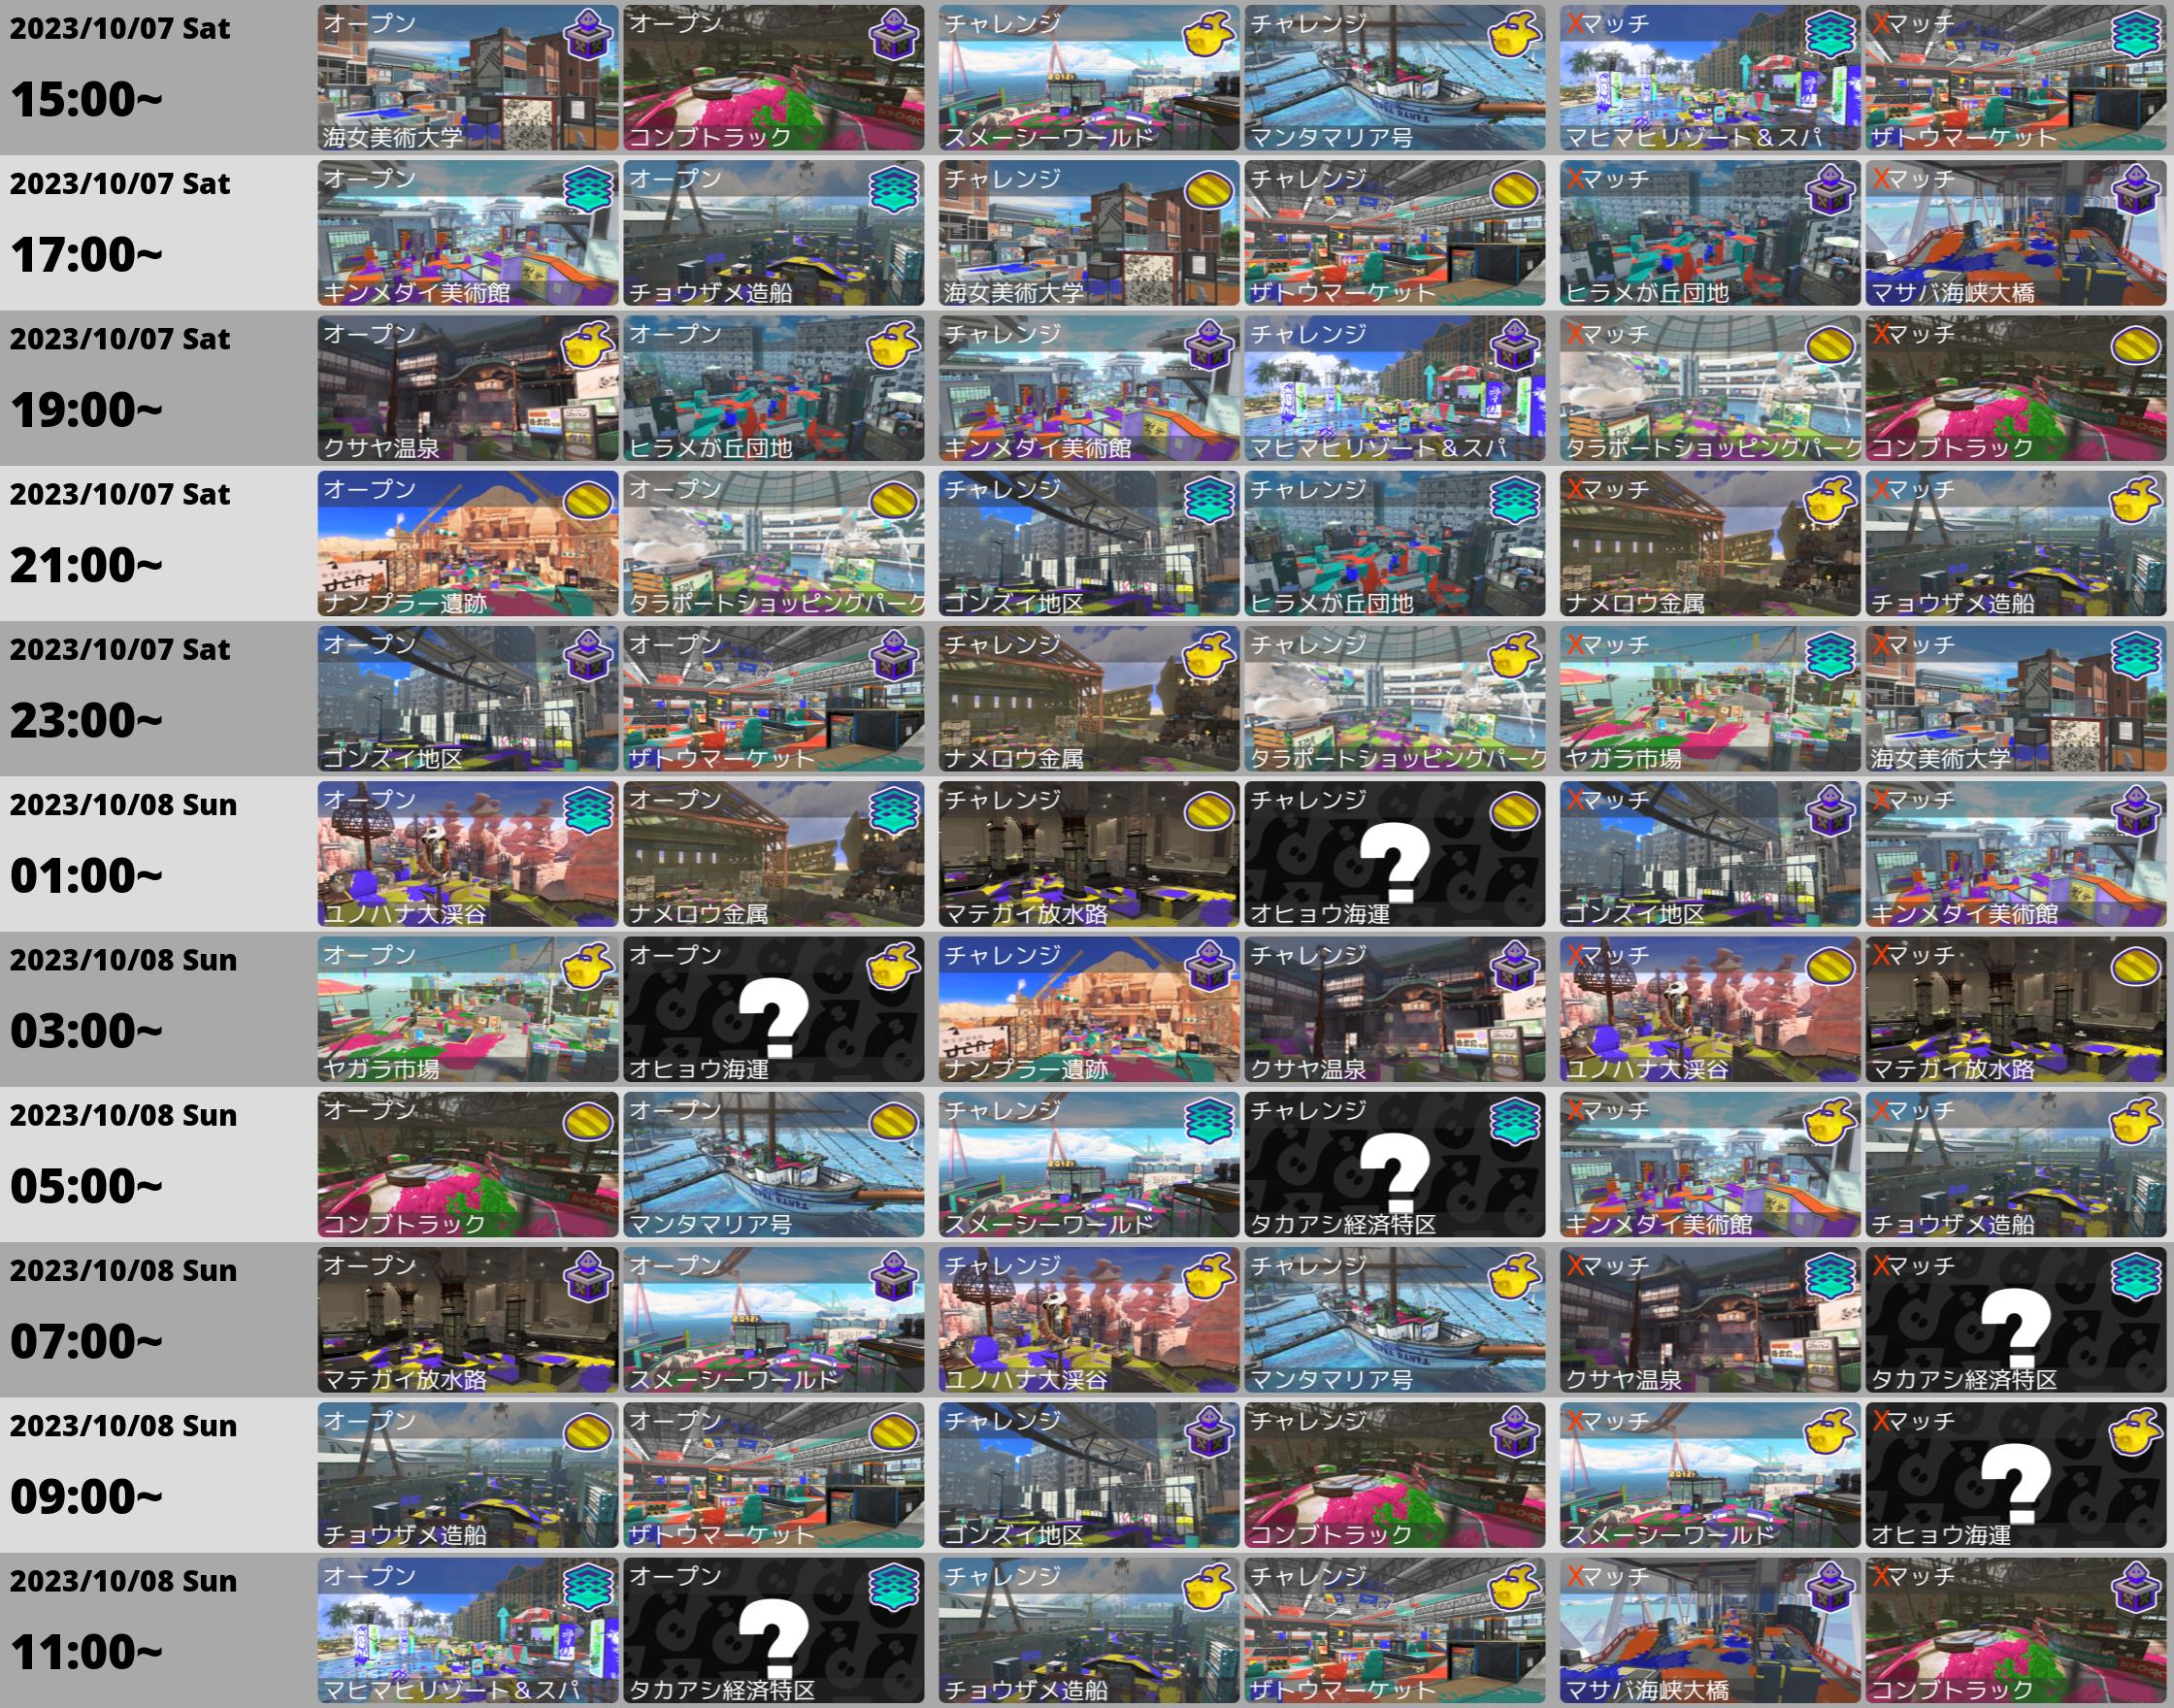 2023/10/07 Sat
15:00~
オープン
海女美術大学
オープン
コンブトラック
チャレンジ
スメーシーワールド
チャレンジ
マンタマリア号
Xマッチ
マヒマヒリゾート＆スパ
Xマッチ
ザトウマーケット
2023/10/07 Sat
17:00~
オープン
キンメダイ美術館
オープン
チョウザメ造船
チャレンジ
海女美術大学
チャレンジ
ザトウマーケット
Xマッチ
ヒラメが丘団地
Xマッチ
マサバ海峡大橋
2023/10/07 Sat
19:00~
オープン
クサヤ温泉
オープン
ヒラメが丘団地
チャレンジ
キンメダイ美術館
チャレンジ
マヒマヒリゾート＆スパ
Xマッチ
タラポートショッピングパーク
Xマッチ
コンブトラック
2023/10/07 Sat
21:00~
オープン
ナンプラー遺跡
オープン
タラポートショッピングパーク
チャレンジ
ゴンズイ地区
チャレンジ
ヒラメが丘団地
Xマッチ
ナメロウ金属
Xマッチ
チョウザメ造船
2023/10/07 Sat
23:00~
オープン
ゴンズイ地区
オープン
ザトウマーケット
チャレンジ
ナメロウ金属
チャレンジ
タラポートショッピングパーク
Xマッチ
ヤガラ市場
Xマッチ
海女美術大学
2023/10/08 Sun
01:00~
オープン
ユノハナ大渓谷
オープン
ナメロウ金属
チャレンジ
マテガイ放水路
チャレンジ
?
オヒョウ海運
Xマッチ
ゴンズイ地区
Xマッチ
キンメダイ美術館
2023/10/08 Sun
03:00~
オープン
ヤガラ市場
オープン
?
オヒョウ海運
チャレンジ
ナンプラー遺跡
チャレンジ
クサヤ温泉
Xマッチ
ユノハナ大渓谷
Xマッチ
マテガイ放水路
2023/10/08 Sun
05:00~
オープン
コンブトラック
オープン
マンタマリア号
チャレンジ
スメーシーワールド
チャレンジ
?
タカアシ経済特区
Xマッチ
キンメダイ美術館
Xマッチ
チョウザメ造船
2023/10/08 Sun
07:00~
オープン
マテガイ放水路
オープン
スメーシーワールド
チャレンジ
ユノハナ大渓谷
チャレンジ
マンタマリア号
Xマッチ
クサヤ温泉
Xマッチ
?
タカアシ経済特区
2023/10/08 Sun
09:00~
オープン
チョウザメ造船
オープン
ザトウマーケット
チャレンジ
ゴンズイ地区
チャレンジ
コンブトラック
Xマッチ
スメーシーワールド
Xマッチ
?
オヒョウ海運
2023/10/08 Sun
11:00~
オープン
マヒマヒリゾート＆スパ
オープン
?
タカアシ経済特区
チャレンジ
チョウザメ造船
チャレンジ
ザトウマーケット
Xマッチ
マサバ海峡大橋
Xマッチ
コンブトラック